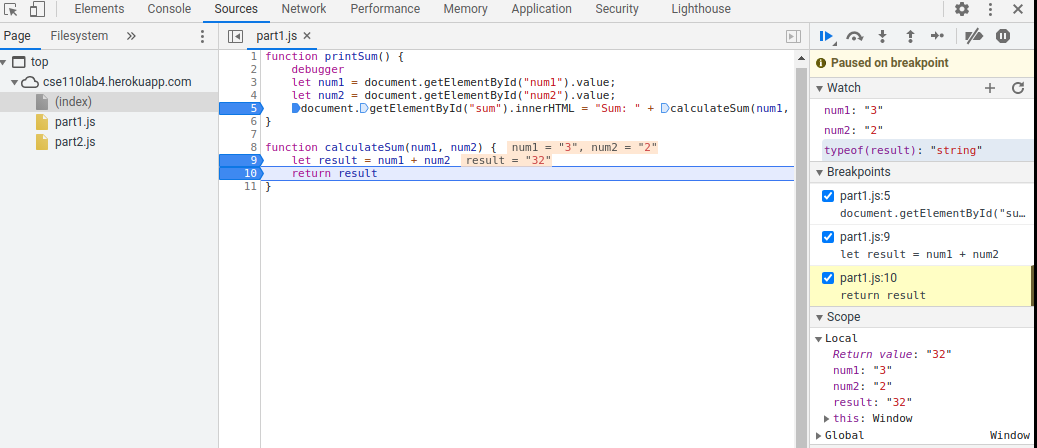 Elements Console Sources Network Performance Memory Application Security Lighthouse
Page Filesystem »
top
cse110lab4.herokuapp.com
(index)
part1.js
part2.js
part1.js ×
1 function printSum() {
2 debugger
3 let num1 = document.getElementById("num1").value;
4 let num2 = document.getElementById("num2").value;
5 document.getElementById("sum").innerHTML = "Sum: " + calculateSum(num1,
6 }
7
8 function calculateSum(num1, num2) { num1 = "3", num2 = "2"
9 let result = num1 + num2 result = "32"
10 return result
11 }
Paused on breakpoint
Watch
num1: "3"
num2: "2"
typeof(result): "string"
Breakpoints
part1.js:5
document.getElementById("su…
part1.js:9
let result = num1 + num2
part1.js:10
return result
Scope
Local
Return value: "32"
num1: "3"
num2: "2"
result: "32"
this: Window
Global Window